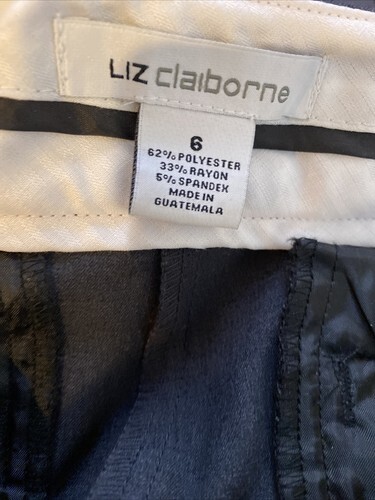 LIZ claiborne
6
62% POLYESTER
33% RAYON
5% SPANDEX
MADE IN
GUATEMALA